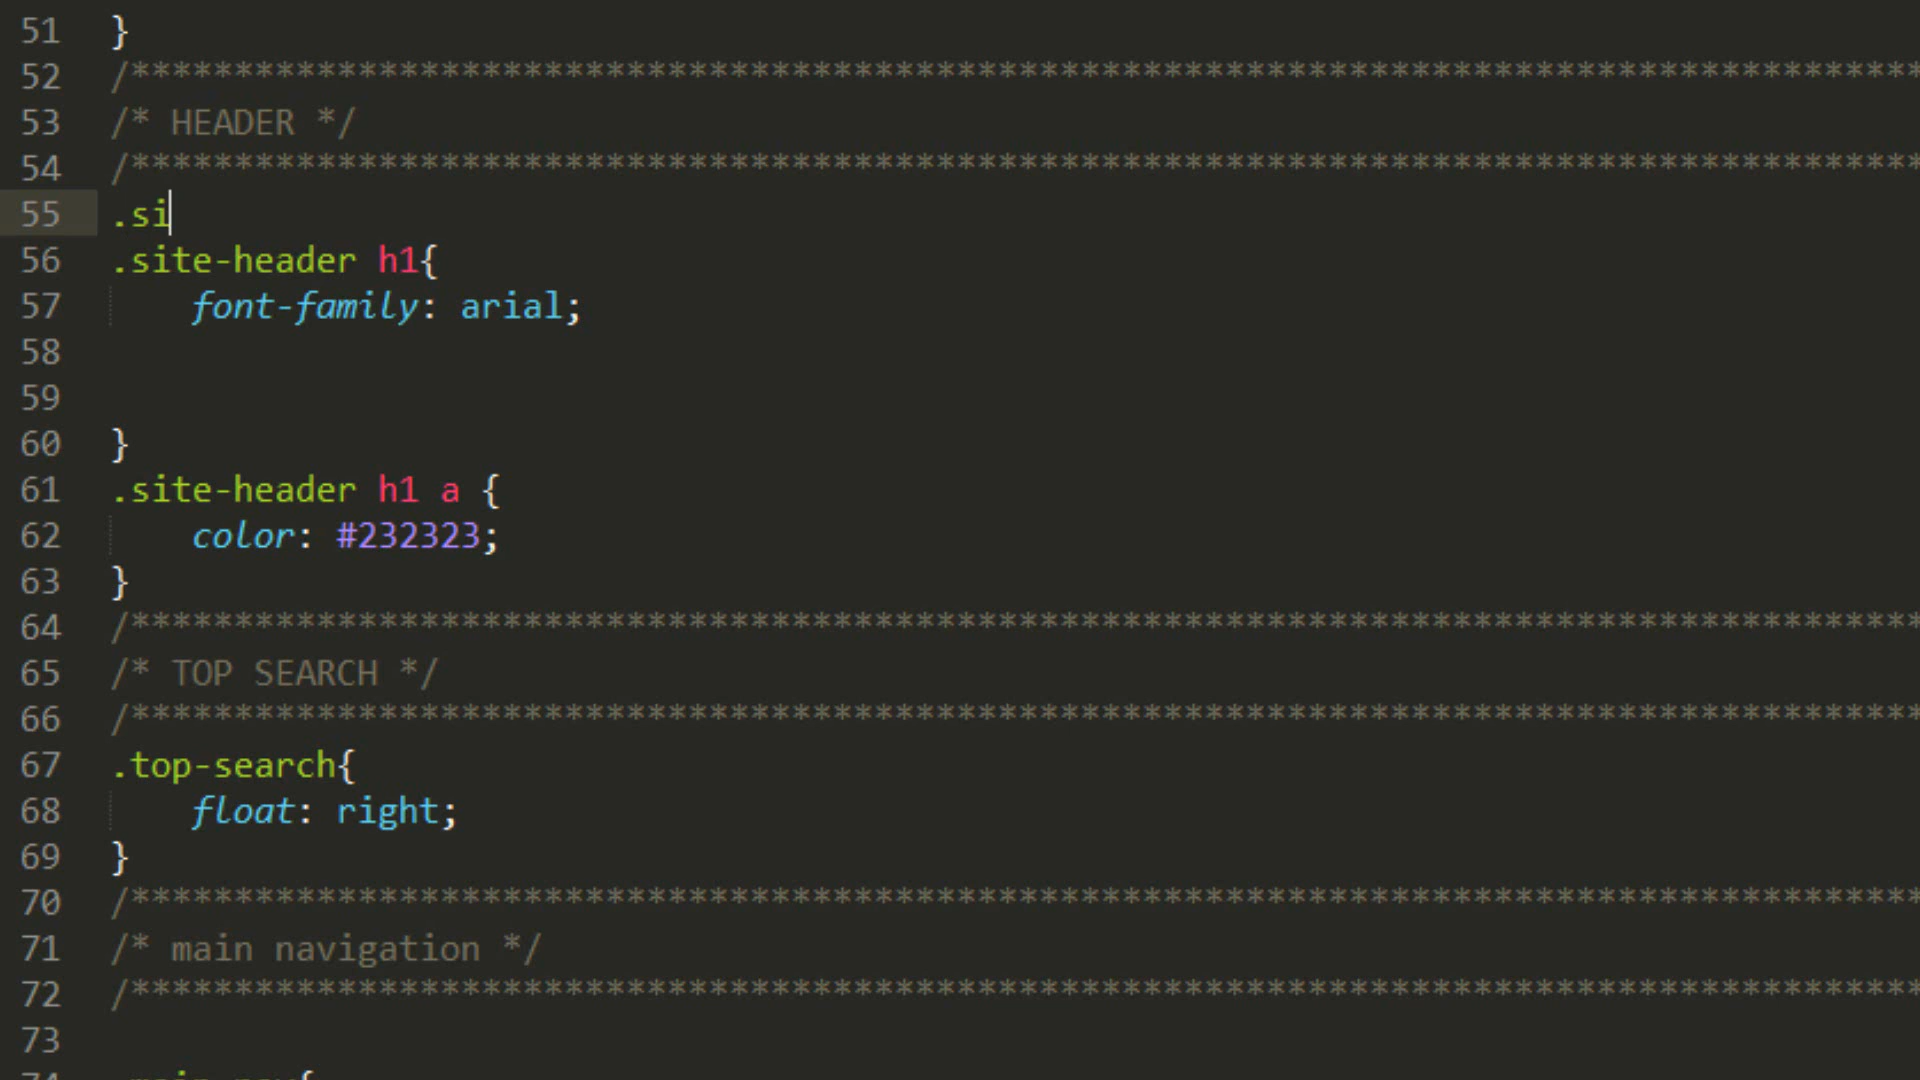 51 }
52 /***************************************************************************************
53 /* HEADER */
54 /***************************************************************************************
55 .si
56 .site-header h1{
57 font-family: arial;
58
59
60 }
61 .site-header h1 a {
62 color: #232323;
63 }
64 /***************************************************************************************
65 /* TOP SEARCH */
66 /***************************************************************************************
67 .top-search{
68 float: right;
69 }
70 /***************************************************************************************
71 /* main navigation */
72 /***************************************************************************************
73